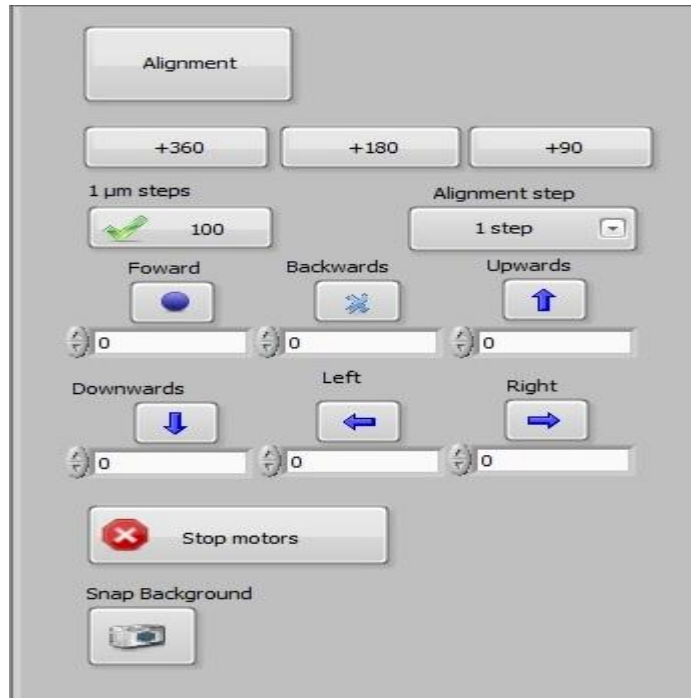 Alignment
+360 +180 +90
1 µm steps Alignment step
100 1 step
Foward Backwards Upwards
0 0 0
Downwards Left Right
0 0 0
Stop motors
Snap Background